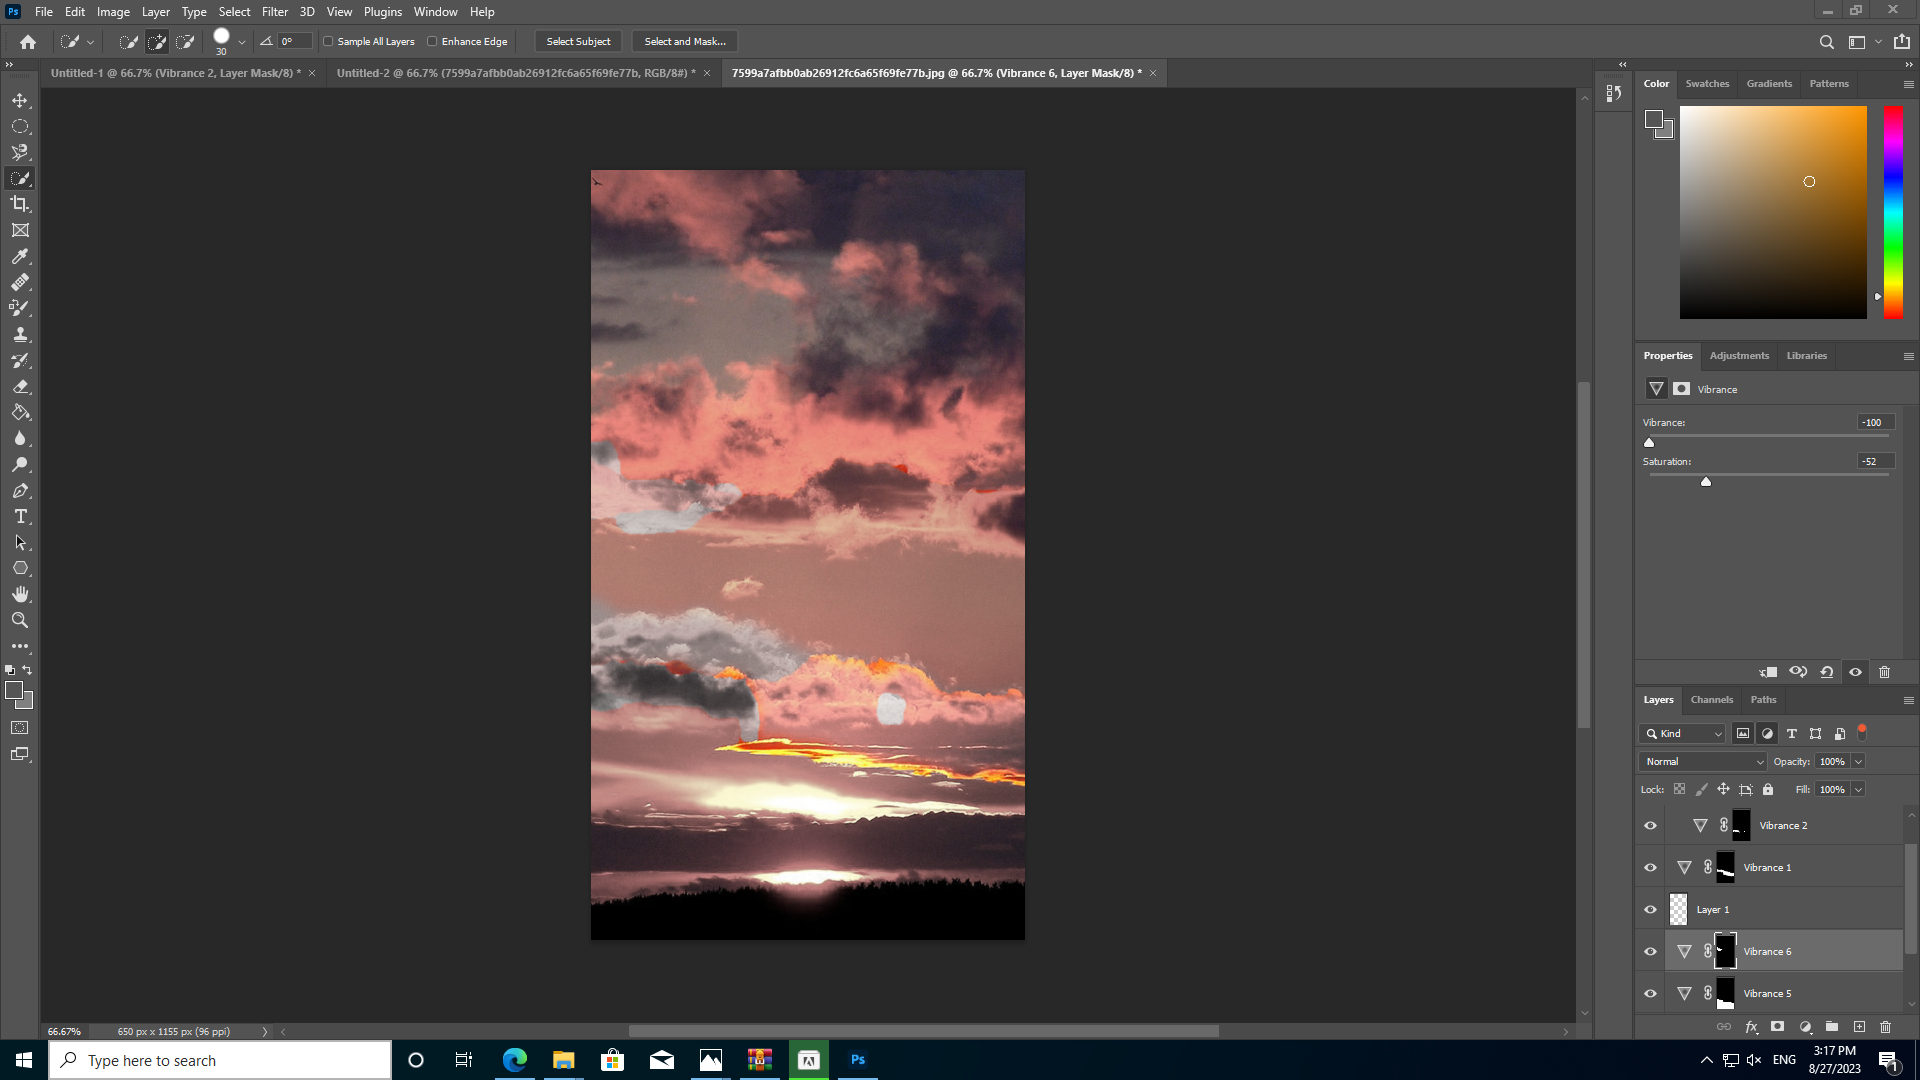 Ps File Edit Image Layer Type Select Filter 3D View Plugins Window Help
30 0° Sample All Layers Enhance Edge Select Subject Select and Mask...
Untitled-1 @ 66.7% (Vibrance 2, Layer Mask/8) * Untitled-2 @ 66.7% (7599a7afbb0ab26912fc6a65f69fe77b, RGB/8#) * 7599a7afbb0ab26912fc6a65f69fe77b.jpg @ 66.7% (Vibrance 6, Layer Mask/8) *
Color Swatches Gradients Patterns
Properties Adjustments Libraries
Vibrance
Vibrance: -100
Saturation: -52
Layers Channels Paths
Kind
Normal Opacity: 100%
Lock: Fill: 100%
Vibrance 2
Vibrance 1
Layer 1
Vibrance 6
Vibrance 5
fx
66.67% 650 px x 1155 px (96 ppi)
Type here to search
Ps
ENG
3:17 PM
8/27/2023
1